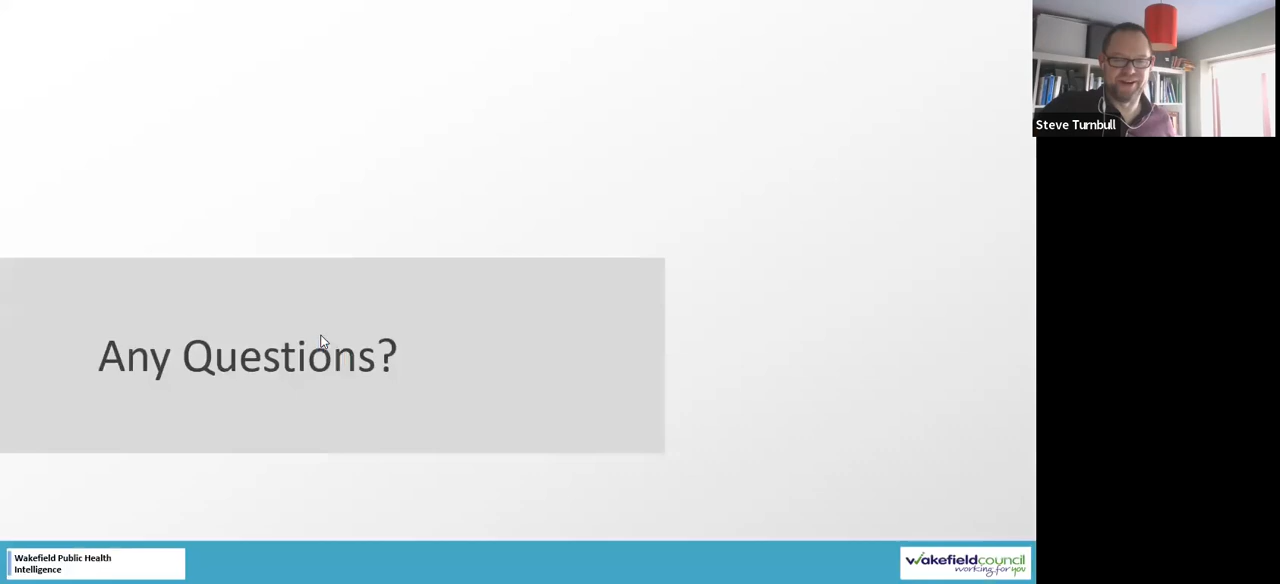 Steve Turnbull
Any Questions?
Wakefield Public Health
Intelligence
wakefieldcouncil
working for you